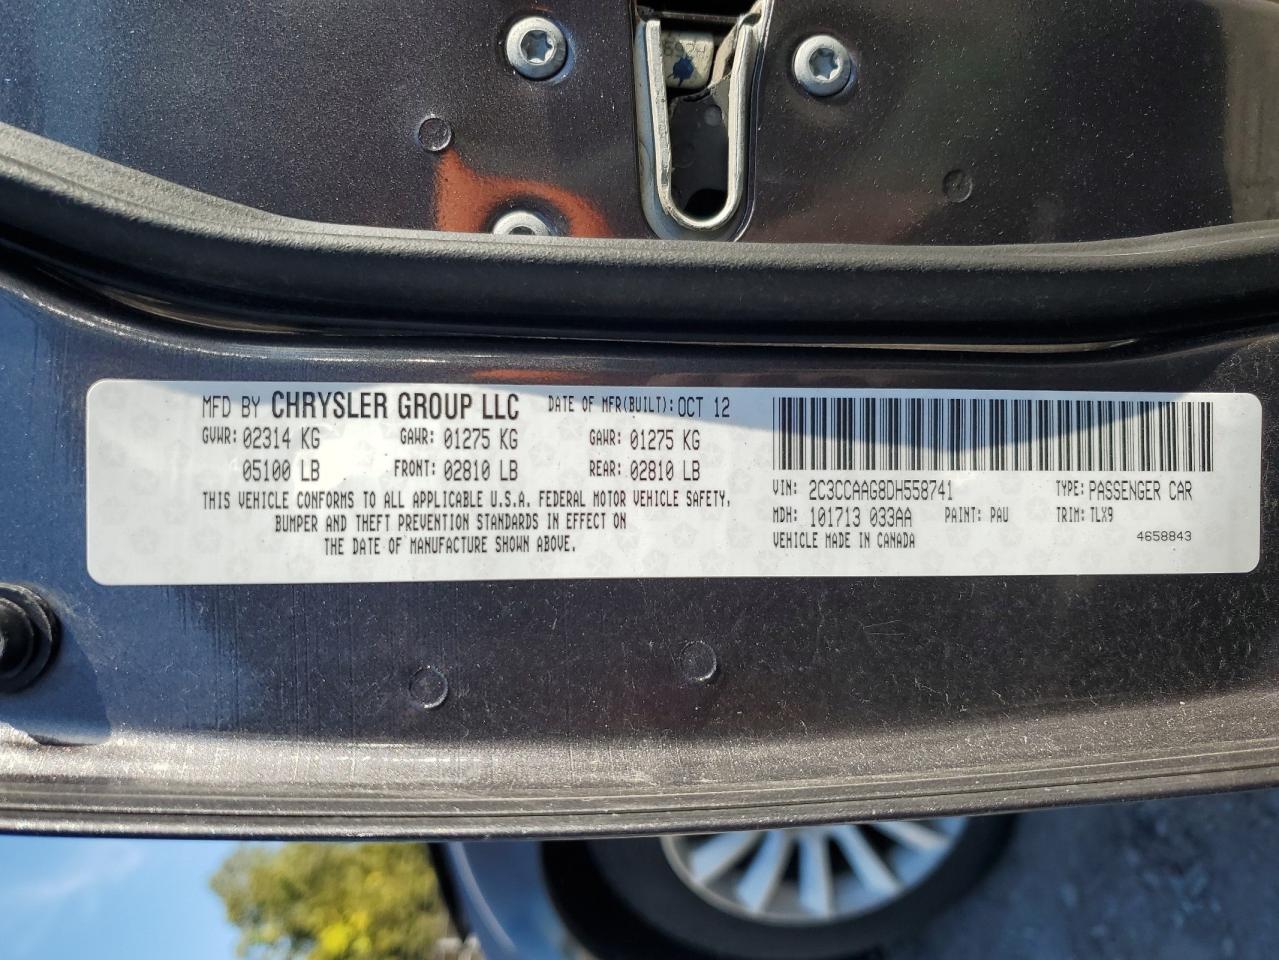 MFD BY CHRYSLER GROUP LLC DATE OF MFR(BUILT): OCT 12
GVWR: 02314 KG GAWR: 01275 KG GAWR: 01275 KG
05100 LB FRONT: 02810 LB REAR: 02810 LB
THIS VEHICLE CONFORMS TO ALL APPLICABLE U.S.A. FEDERAL MOTOR VEHICLE SAFETY,
BUMPER AND THEFT PREVENTION STANDARDS IN EFFECT ON
THE DATE OF MANUFACTURE SHOWN ABOVE.
VIN: 2C3CCAAG8DH558741 TYPE: PASSENGER CAR
MDH: 101713 033AA PAINT: PAU TRIM: TLX9
VEHICLE MADE IN CANADA 4658843